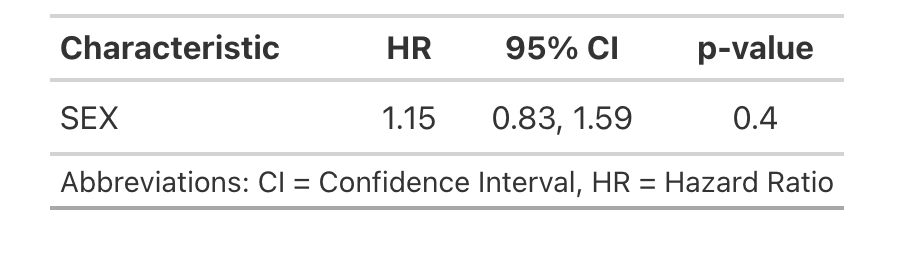 Characteristic HR 95% CI p-value
SEX 1.15 0.83, 1.59 0.4
Abbreviations: CI = Confidence Interval, HR = Hazard Ratio